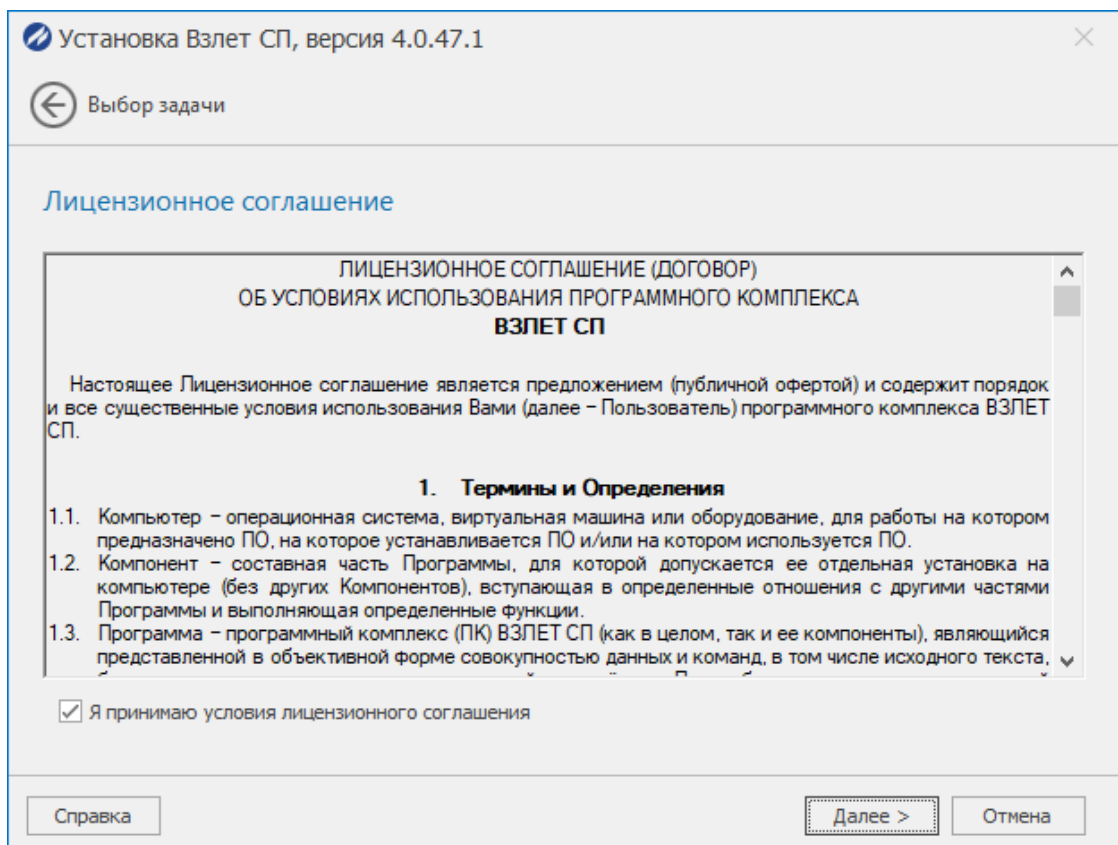 Установка Взлет СП, версия 4.0.47.1
Выбор задачи
Лицензионное соглашение
ЛИЦЕНЗИОННОЕ СОГЛАШЕНИЕ (ДОГОВОР)
ОБ УСЛОВИЯХ ИСПОЛЬЗОВАНИЯ ПРОГРАММНОГО КОМПЛЕКСА
ВЗЛЕТ СП
Настоящее Лицензионное соглашение является предложением (публичной офертой) и содержит порядок
и все существенные условия использования Вами (далее – Пользователь) программного комплекса ВЗЛЕТ
СП.
1. Термины и Определения
1.1. Компьютер – операционная система, виртуальная машина или оборудование, для работы на котором
предназначено ПО, на которое устанавливается ПО и/или на котором используется ПО.
1.2. Компонент – составная часть Программы, для которой допускается ее отдельная установка на
компьютере (без других Компонентов), вступающая в определенные отношения с другими частями
Программы и выполняющая определенные функции.
1.3. Программа – программный комплекс (ПК) ВЗЛЕТ СП (как в целом, так и ее компоненты), являющийся
представленной в объективной форме совокупностью данных и команд, в том числе исходного текста,
Я принимаю условия лицензионного соглашения
Справка
Далее >
Отмена